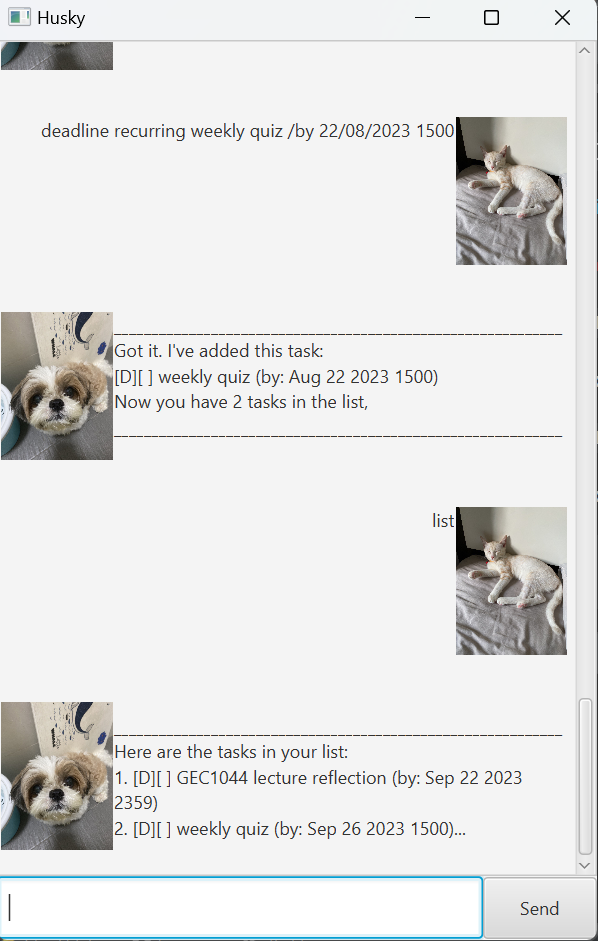 Husky
deadline recurring weekly quiz /by 22/08/2023 1500
____________________________________________________________
Got it. I've added this task:
[D][ ] weekly quiz (by: Aug 22 2023 1500)
Now you have 2 tasks in the list,
____________________________________________________________
list
____________________________________________________________
Here are the tasks in your list:
1. [D][ ] GEC1044 lecture reflection (by: Sep 22 2023
2359)
2. [D][ ] weekly quiz (by: Sep 26 2023 1500)...
Send